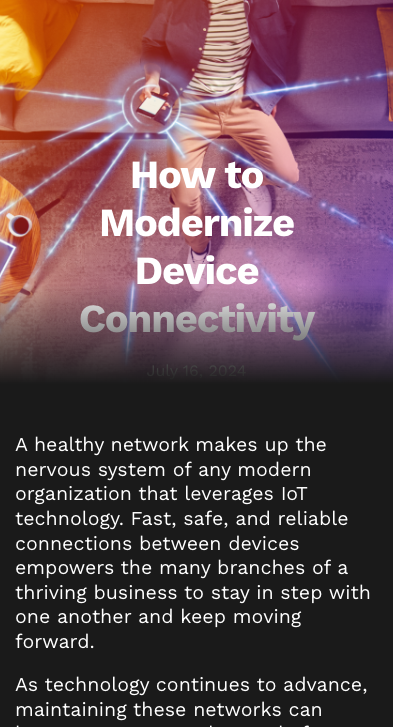 How to
Modernize
Device
Connectivity
July 16, 2024
A healthy network makes up the
nervous system of any modern
organization that leverages IoT
technology. Fast, safe, and reliable
connections between devices
empowers the many branches of a
thriving business to stay in step with
one another and keep moving
forward.
As technology continues to advance,
maintaining these networks can